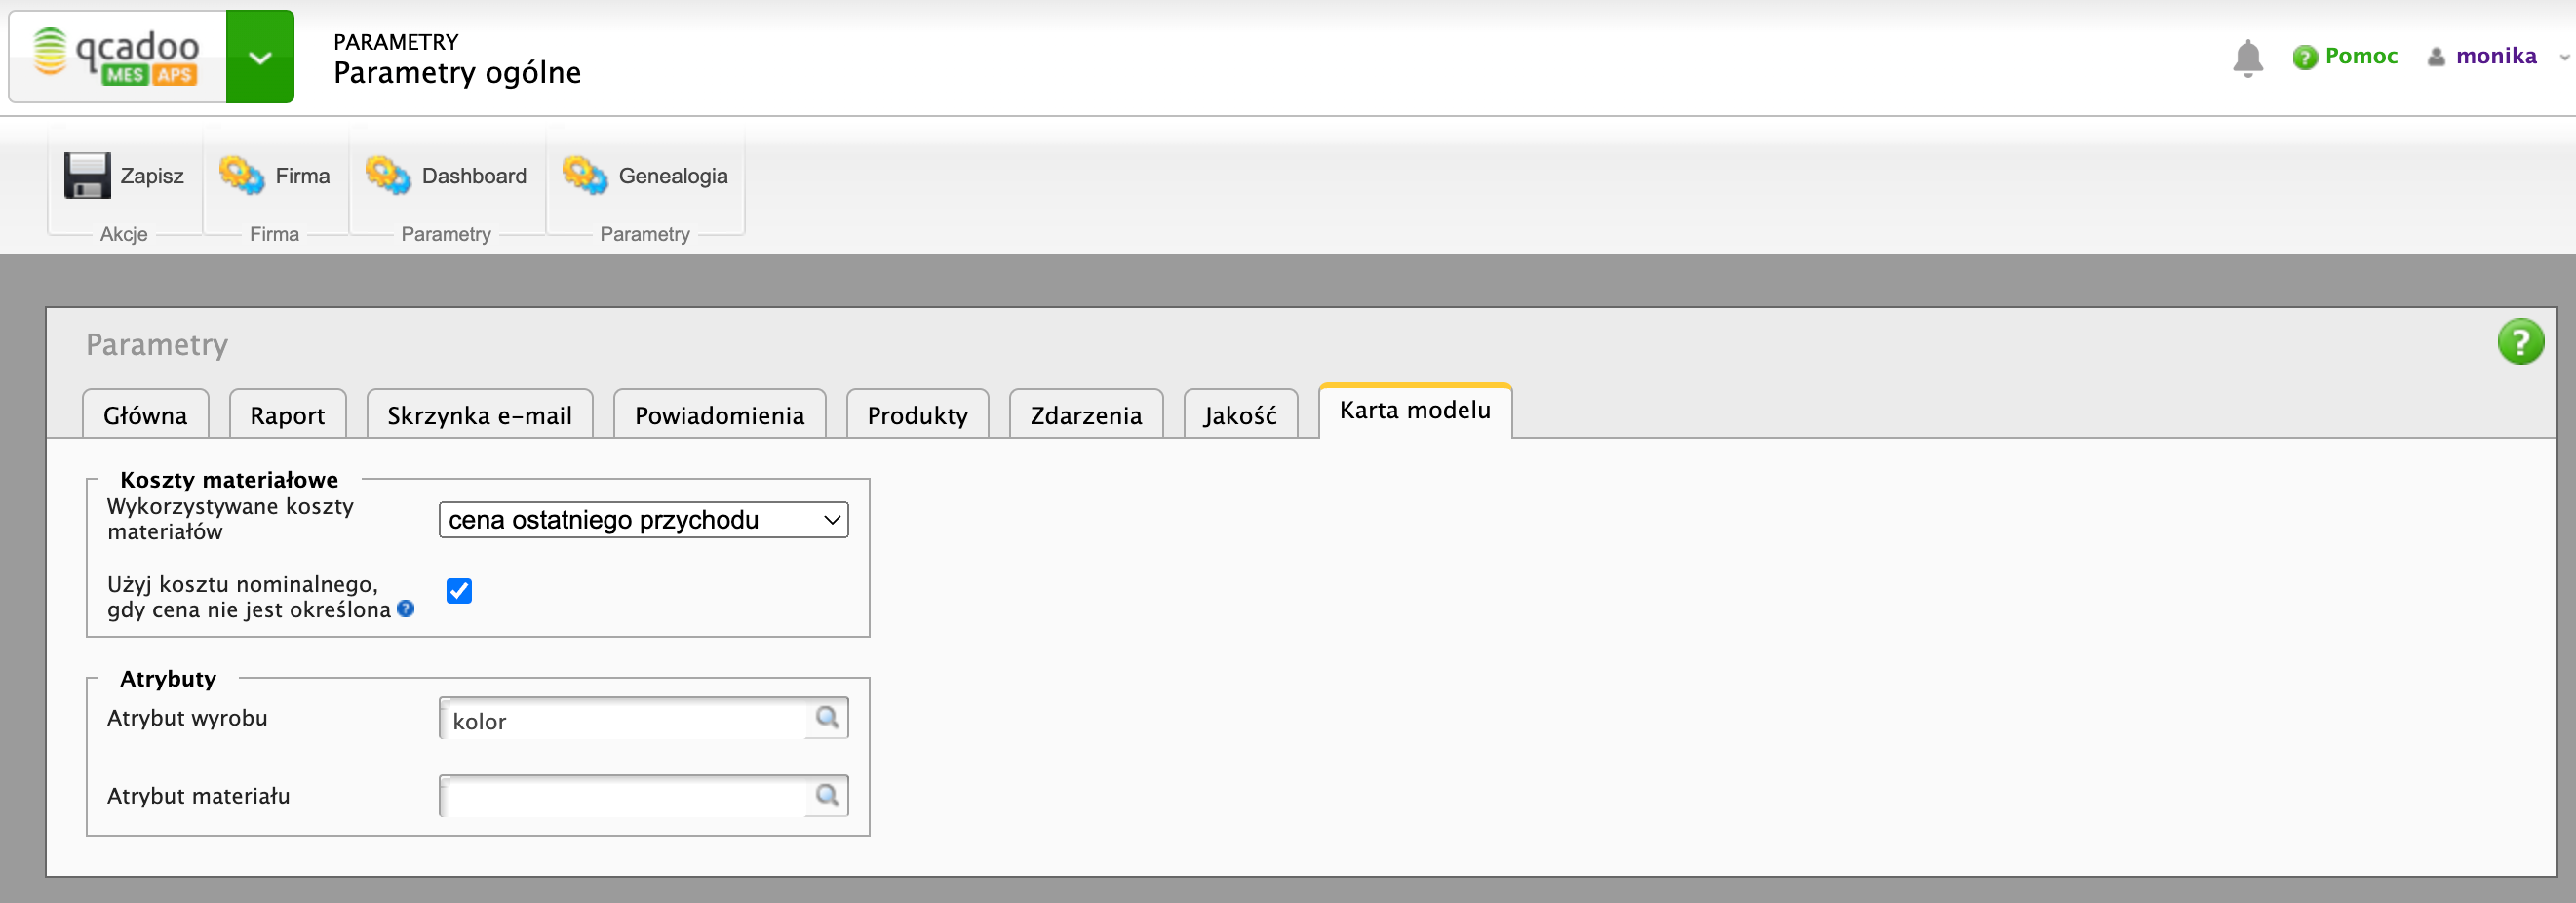 qcadoo
MES APS
PARAMETRY
Parametry ogólne
Pomoc
monika
Zapisz
Firma
Dashboard
Genealogia
Akcje
Firma
Parametry
Parametry
Parametry
Główna
Raport
Skrzynka e-mail
Powiadomienia
Produkty
Zdarzenia
Jakość
Karta modelu
Koszty materiałowe
Wykorzystywane koszty
materiałów
cena ostatniego przychodu
Użyj kosztu nominalnego,
gdy cena nie jest określona
Atrybuty
Atrybut wyrobu
kolor
Atrybut materiału